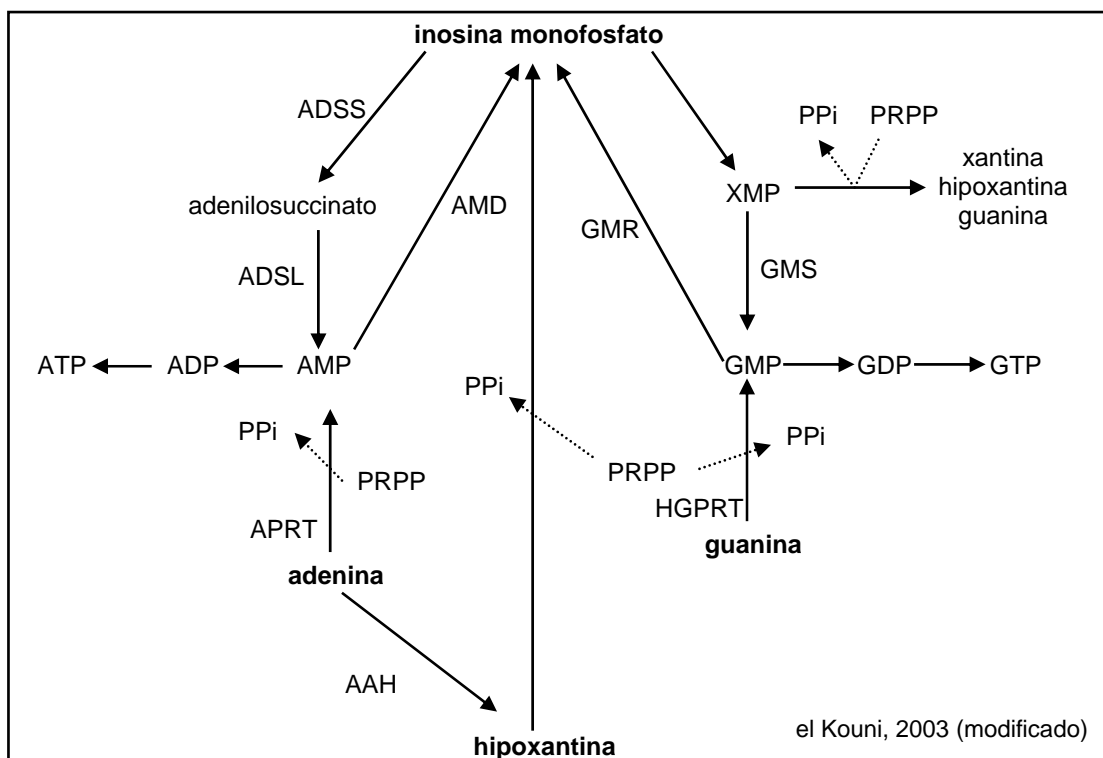 inosina monofosfato
ADSS
PPi PRPP
xantina
hipoxantina
guanina
XMP
adenilosuccinato
AMD
GMR
ADSL
GMS
ATP ADP AMP
GMP GDP GTP
PPi
PPi
PPi
PRPP
PRPP
HGPRT
APRT
guanina
adenina
AAH
hipoxantina
el Kouni, 2003 (modificado)